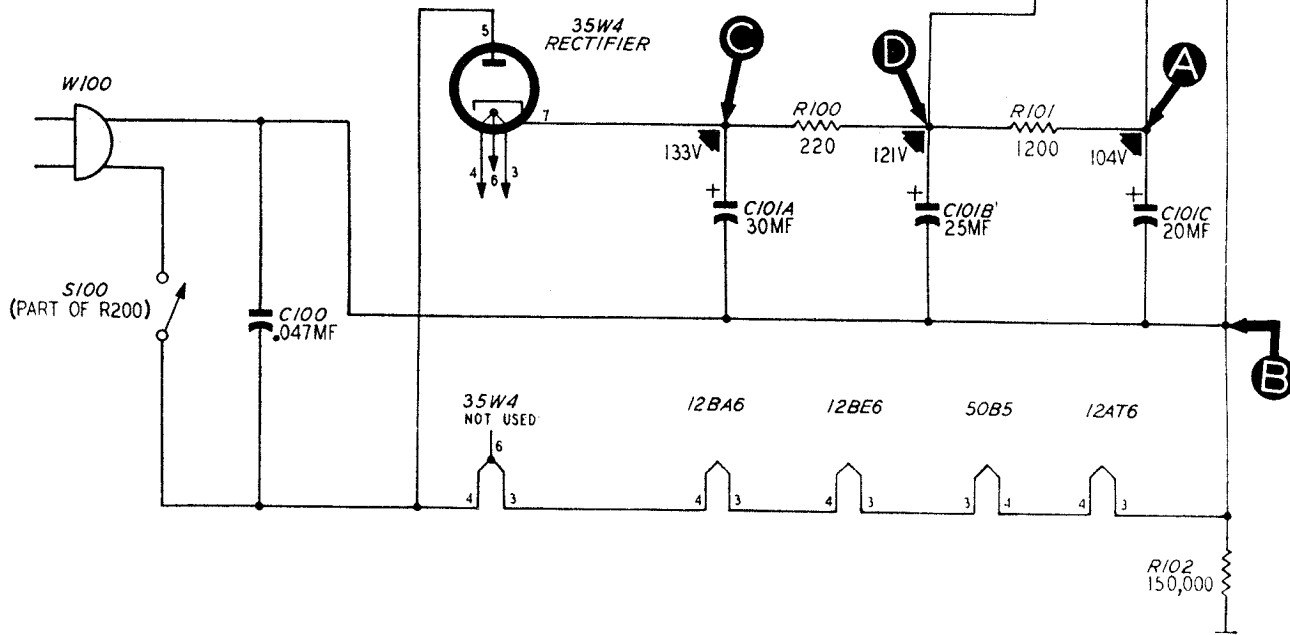 35W4
RECTIFIER
5
7
4
6
3
W100
C
D
A
R100
220
R101
1200
133V
121V
104V
+
C101A
30MF
+
C101B'
25MF
+
C101C
20MF
S100
(PART OF R200)
C100
.047MF
B
35W4
NOT USED
6
4
3
12BA6
4
3
12BE6
4
3
50B5
3
4
12AT6
4
3
R102
150,000